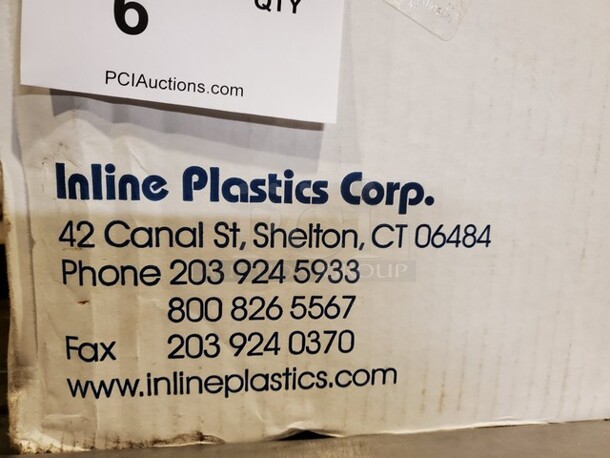 6 QTY
PCIAuctions.com
Inline Plastics Corp.
42 Canal St, Shelton, CT 06484
Phone 203 924 5933
GROUP
800 826 5567
Fax 203 924 0370
www.inlineplastics.com